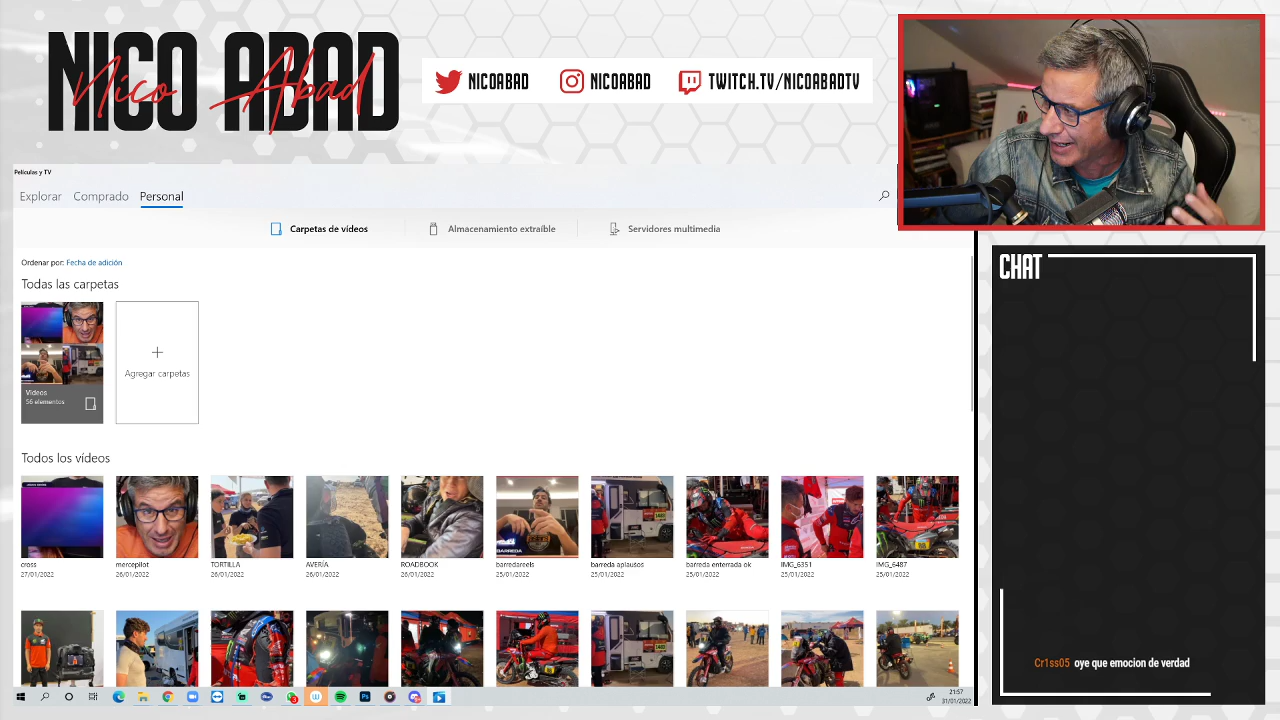 NICO ABAD
Nico Abad
NICOABAD
NICOABAD
TWITCH.TV/NICOABADTV
Películas y TV
Explorar
Comprado
Personal
Carpetas de vídeos
Almacenamiento extraíble
Servidores multimedia
Ordenar por: Fecha de adición
Todas las carpetas
Vídeos
56 elementos
Agregar carpetas
Todos los vídeos
cross
27/01/2022
mercepilot
26/01/2022
TORTILLA
26/01/2022
AVERÍA
26/01/2022
ROADBOOK
26/01/2022
BARREDA
barredareels
25/01/2022
barreda aplausos
25/01/2022
barreda enterrada ok
25/01/2022
IMG_6351
25/01/2022
IMG_6487
25/01/2022
21:57
31/01/2022
CHAT
Cr1ss05 oye que emocion de verdad